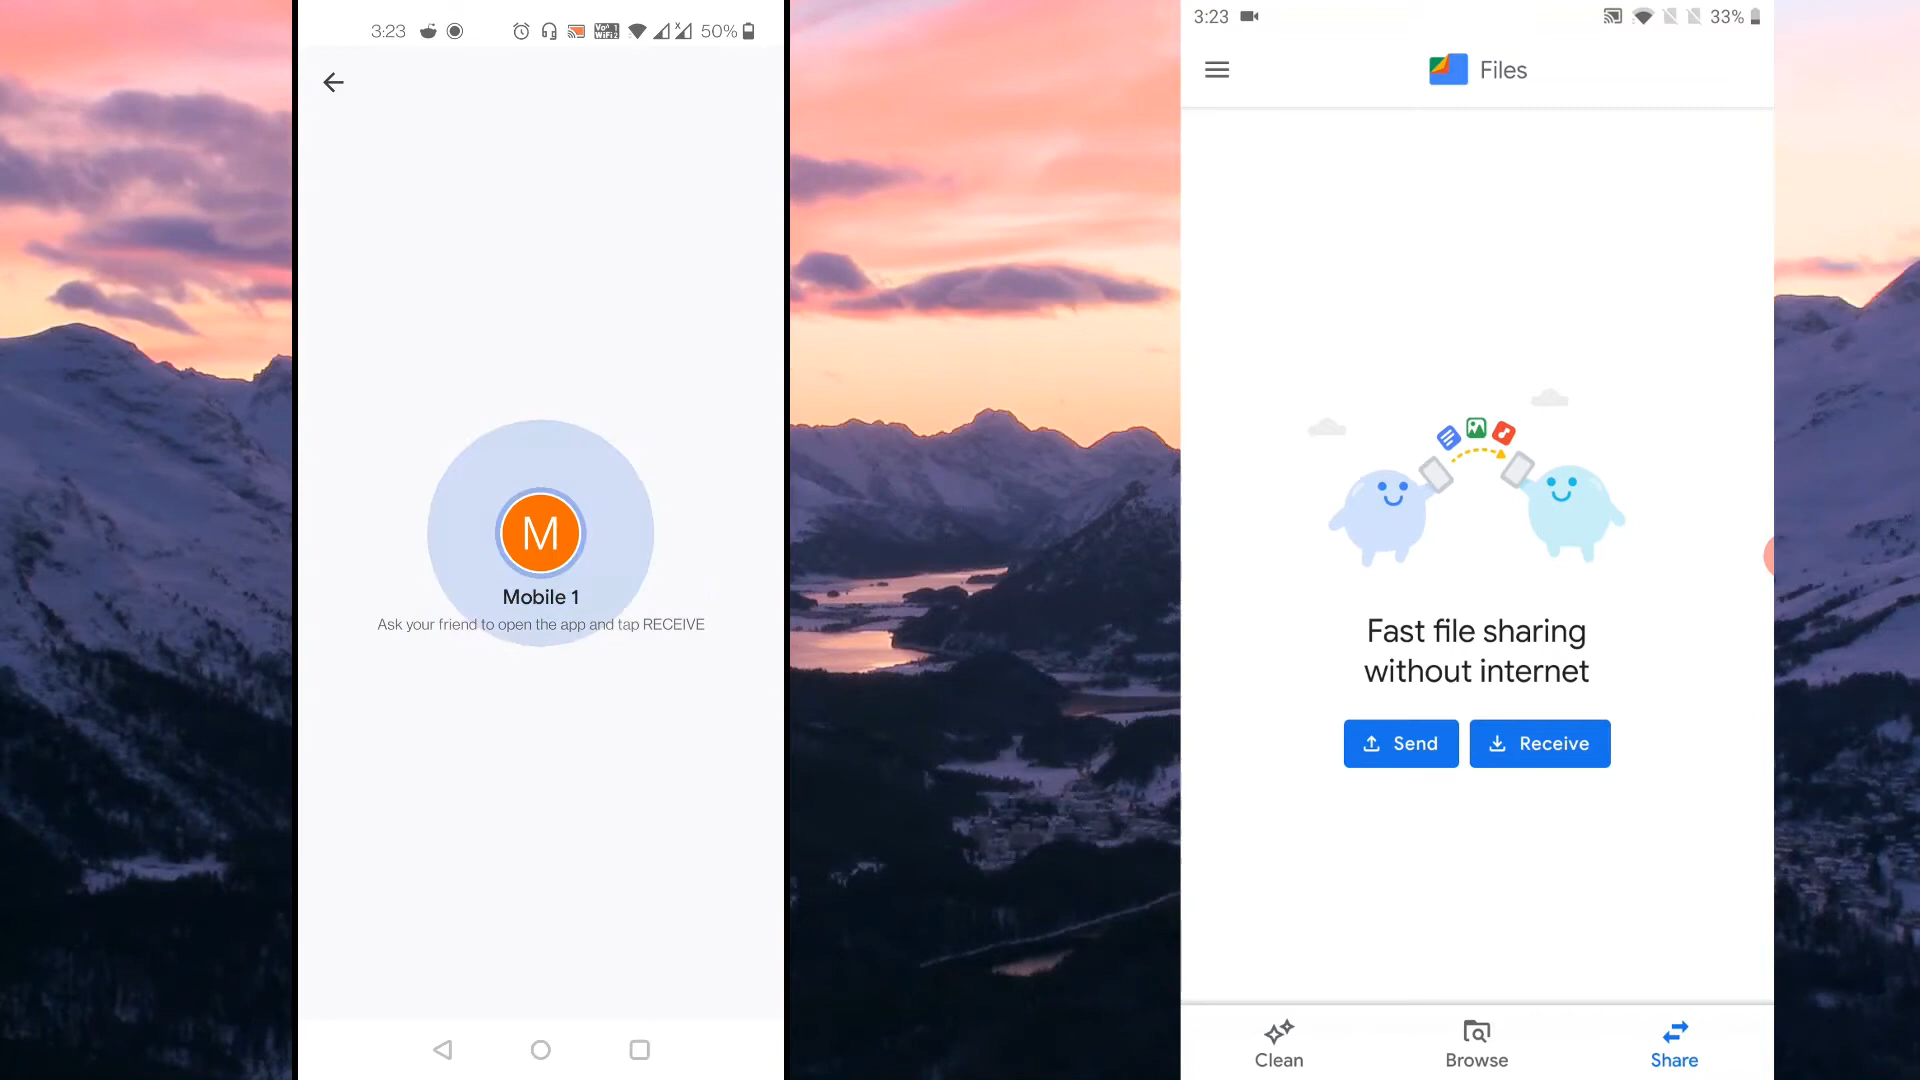 3:23
50%
M
Mobile 1
Ask your friend to open the app and tap RECEIVE
3:23
33%
Files
Fast file sharing
without internet
Send
Receive
Clean
Browse
Share